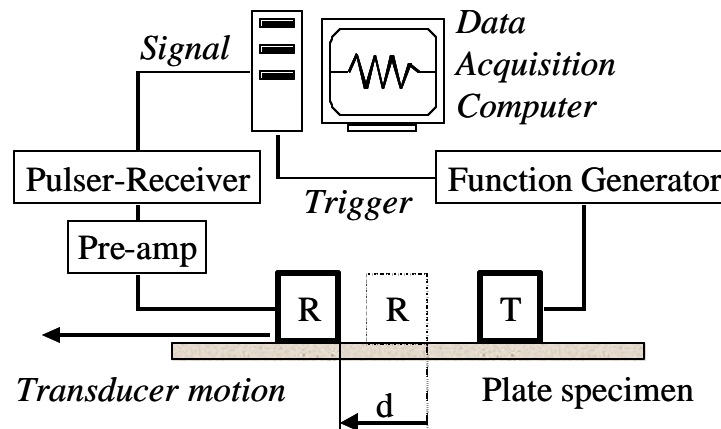 Signal
Data
Acquisition
Computer
Pulser-Receiver
Function Generator
Trigger
Pre-amp
R
R
T
Transducer motion
d
Plate specimen